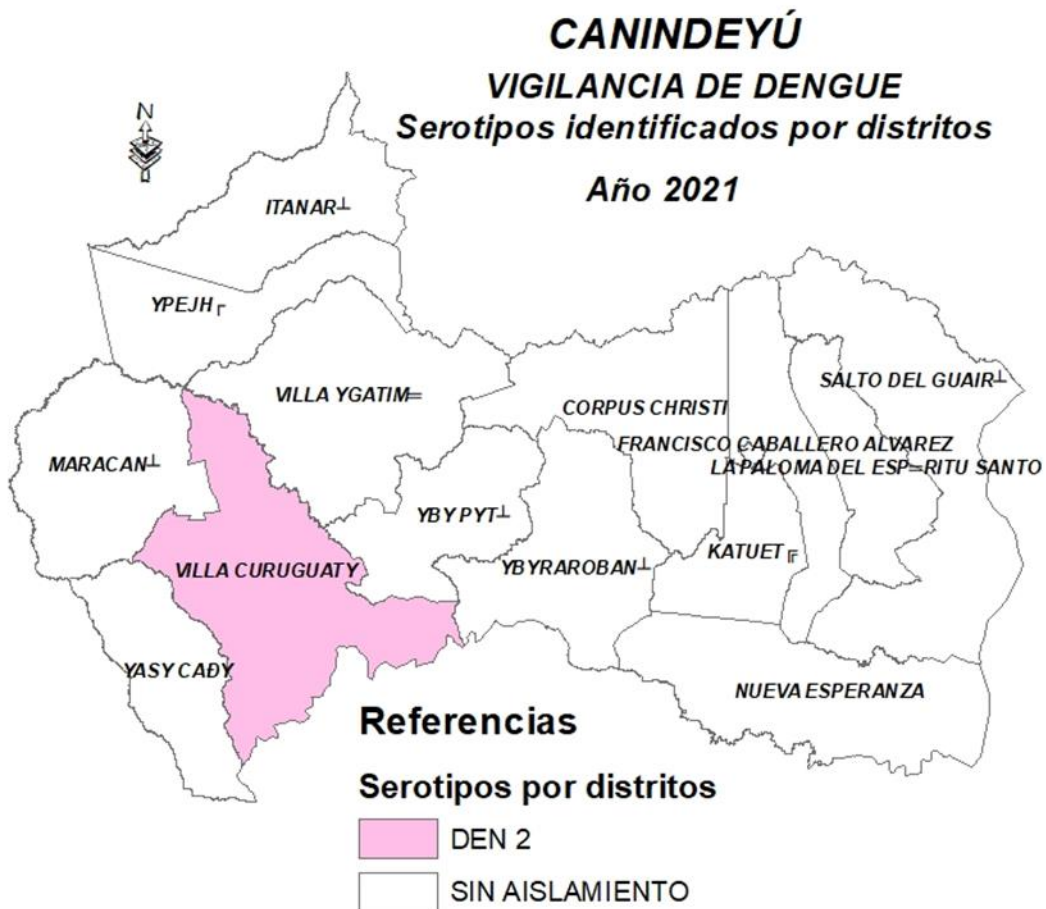 CANINDEYÚ
VIGILANCIA DE DENGUE
Serotipos identificados por distritos
Año 2021
N
ITANAR┴
YPEJH┌
VILLA YGATIM═
SALTO DEL GUAIR┴
CORPUS CHRISTI
FRANCISCO CABALLERO ALVAREZ
LA PALOMA DEL ESP═RITU SANTO
MARACAN┴
YBY PYT┴
KATUET╔
YBYRAROBAN┴
VILLA CURUGUATY
YASY CAÐY
NUEVA ESPERANZA
Referencias
Serotipos por distritos
DEN 2
SIN AISLAMIENTO